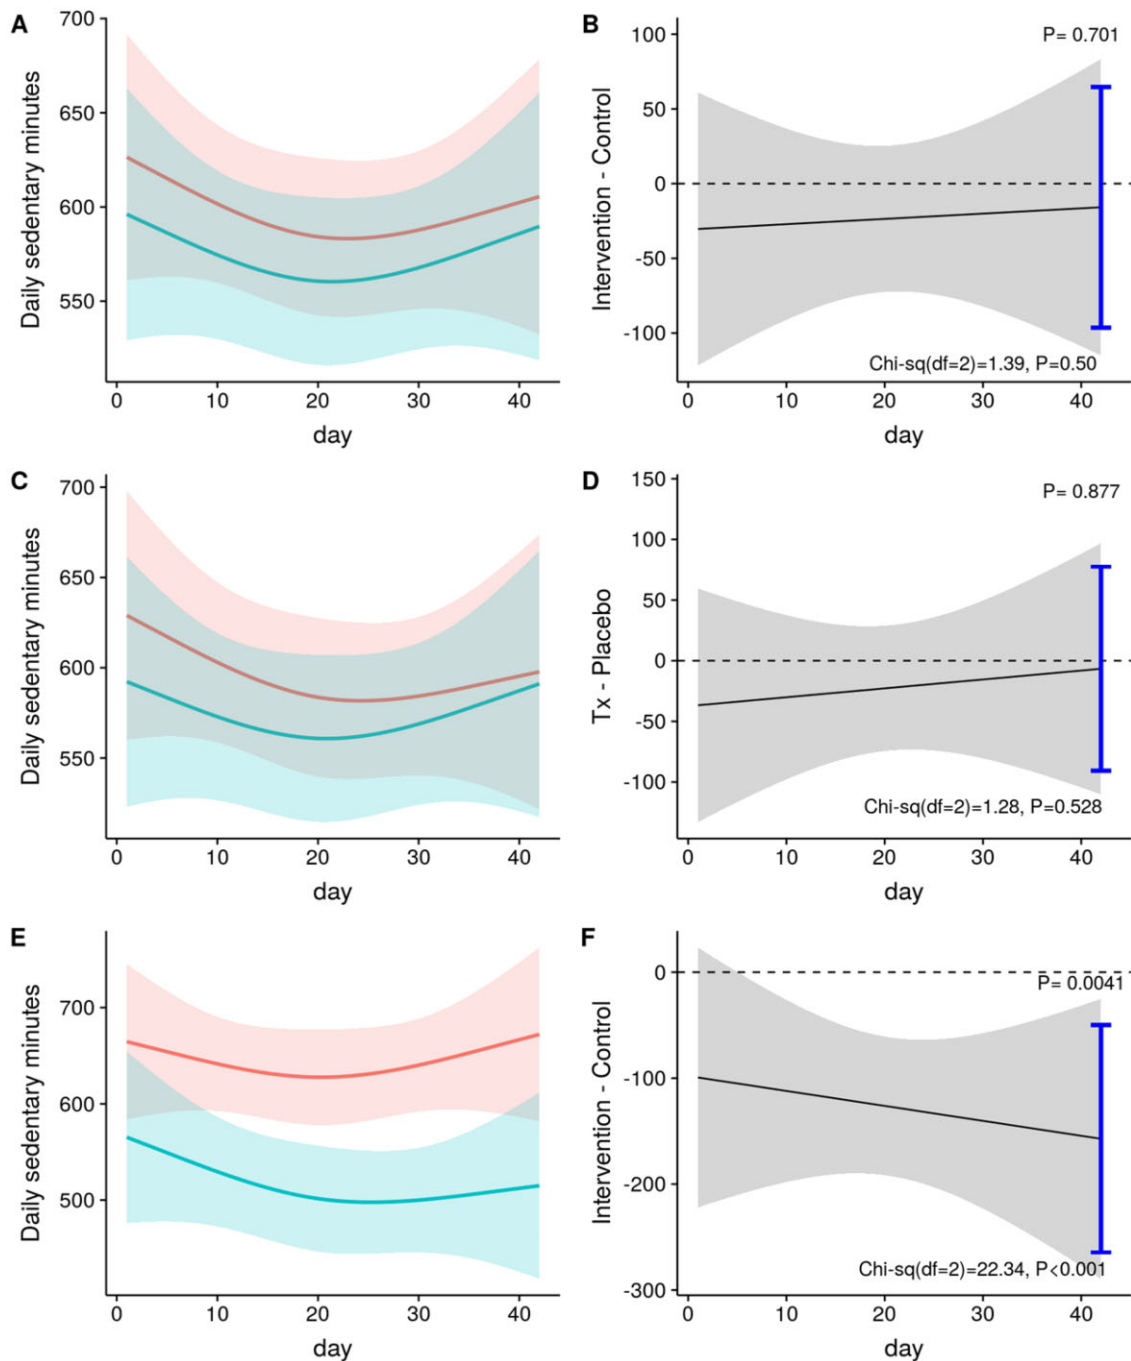 A
700
650
600
550
Daily sedentary minutes
0 10 20 30 40
day
B
100
50
0
-50
-100
Intervention - Control
P= 0.701
Chi-sq(df=2)=1.39, P=0.50
0 10 20 30 40
day
C
700
650
600
550
Daily sedentary minutes
0 10 20 30 40
day
D
150
100
50
0
-50
-100
Tx - Placebo
P= 0.877
Chi-sq(df=2)=1.28, P=0.528
0 10 20 30 40
day
E
700
600
500
Daily sedentary minutes
0 10 20 30 40
day
F
0
-100
-200
-300
Intervention - Control
P= 0.0041
Chi-sq(df=2)=22.34, P<0.001
0 10 20 30 40
day